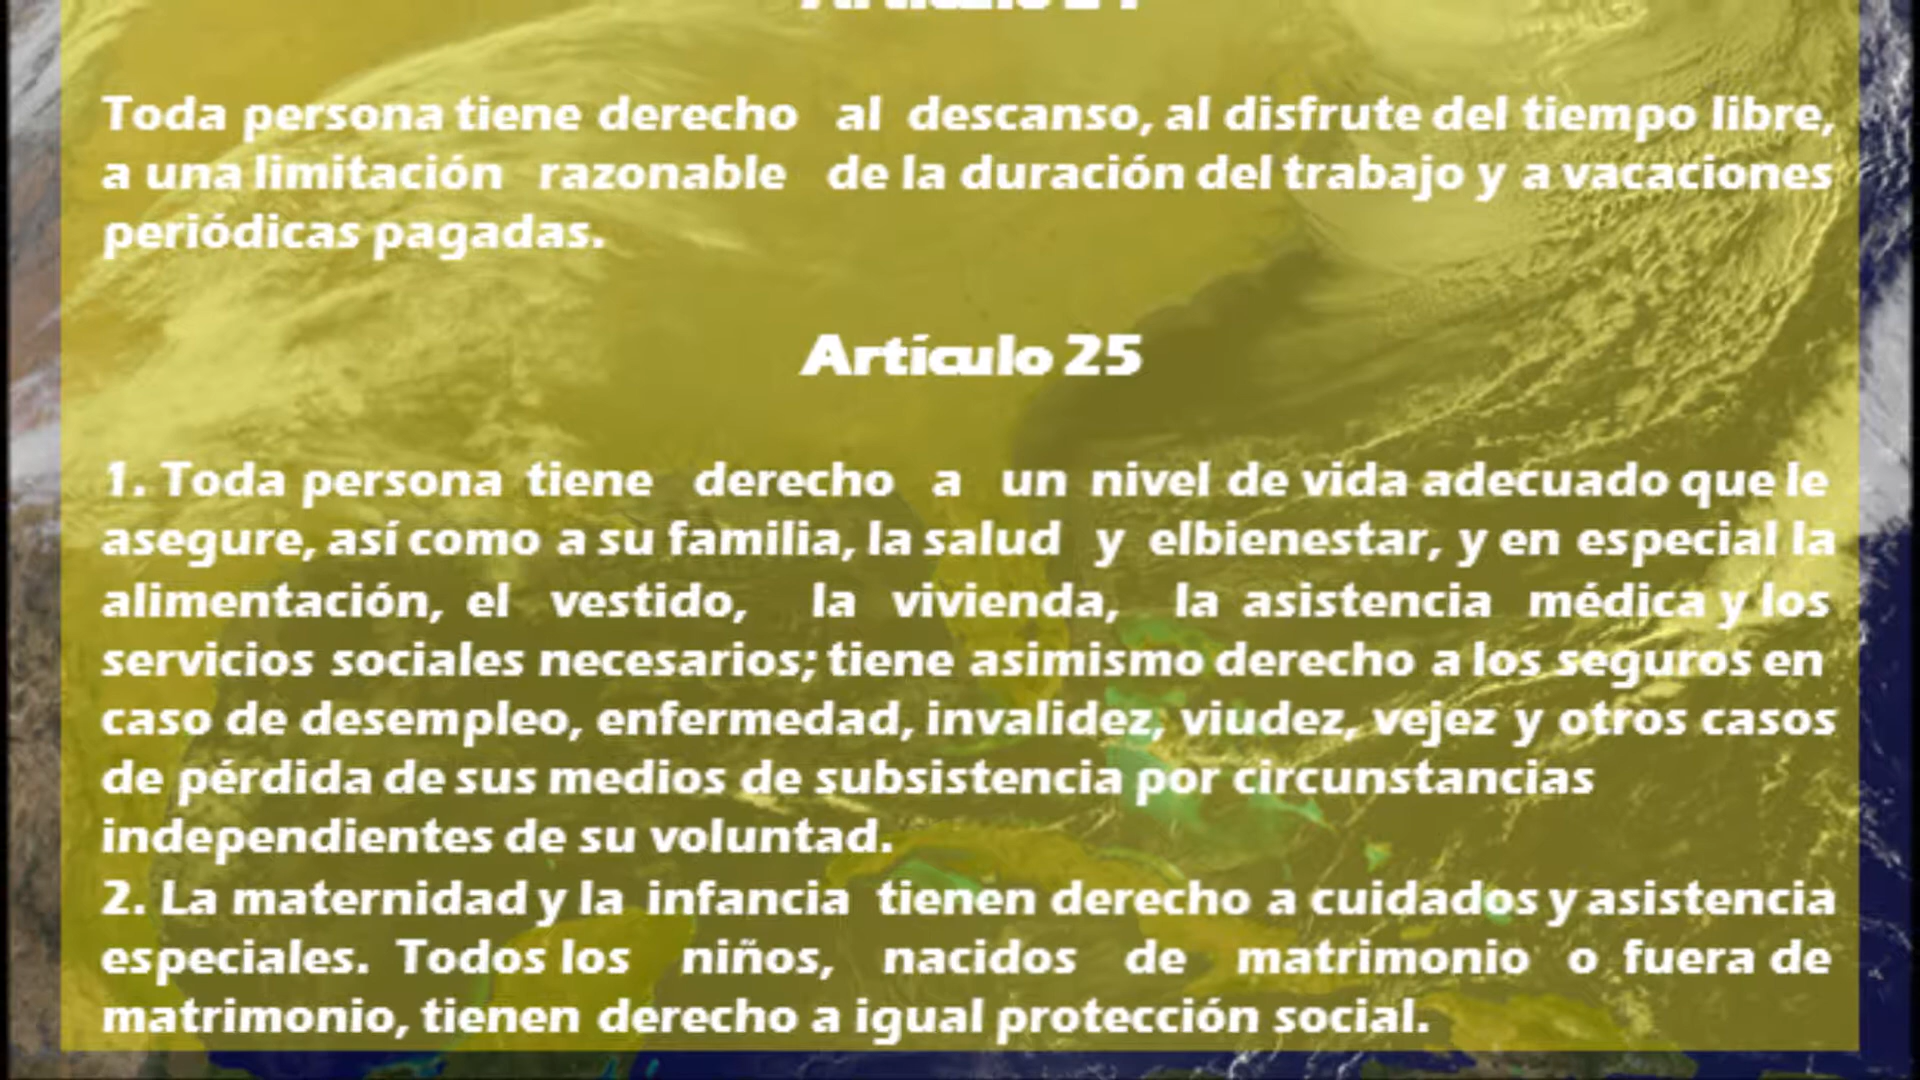 Toda persona tiene derecho al descanso, al disfrute del tiempo libre,
a una limitación razonable de la duración del trabajo y a vacaciones
periódicas pagadas.
Artículo 25
1. Toda persona tiene derecho a un nivel de vida adecuado que le
asegure, así como a su familia, la salud y elbienestar, y en especial la
alimentación, el vestido, la vivienda, la asistencia médica y los
servicios sociales necesarios; tiene asimismo derecho a los seguros en
caso de desempleo, enfermedad, invalidez, viudez, vejez y otros casos
de pérdida de sus medios de subsistencia por circunstancias
independientes de su voluntad.
2. La maternidad y la infancia tienen derecho a cuidados y asistencia
especiales. Todos los niños, nacidos de matrimonio o fuera de
matrimonio, tienen derecho a igual protección social.